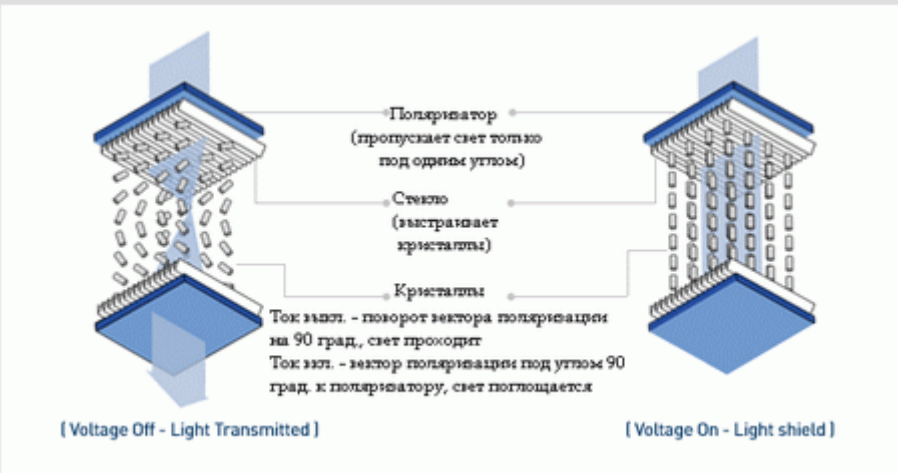 Поляризатор
(пропускает свет только
под одним углом)
Стекло
(выстраивает
кристаллы)
Кристаллы
Ток выкл. - поворот вектора поляризации
на 90 град., свет проходит
Ток вкл. - вектор поляризации под углом 90
град. к поляризатору, свет поглощается
[ Voltage Off - Light Transmitted ]
[ Voltage On - Light shield ]